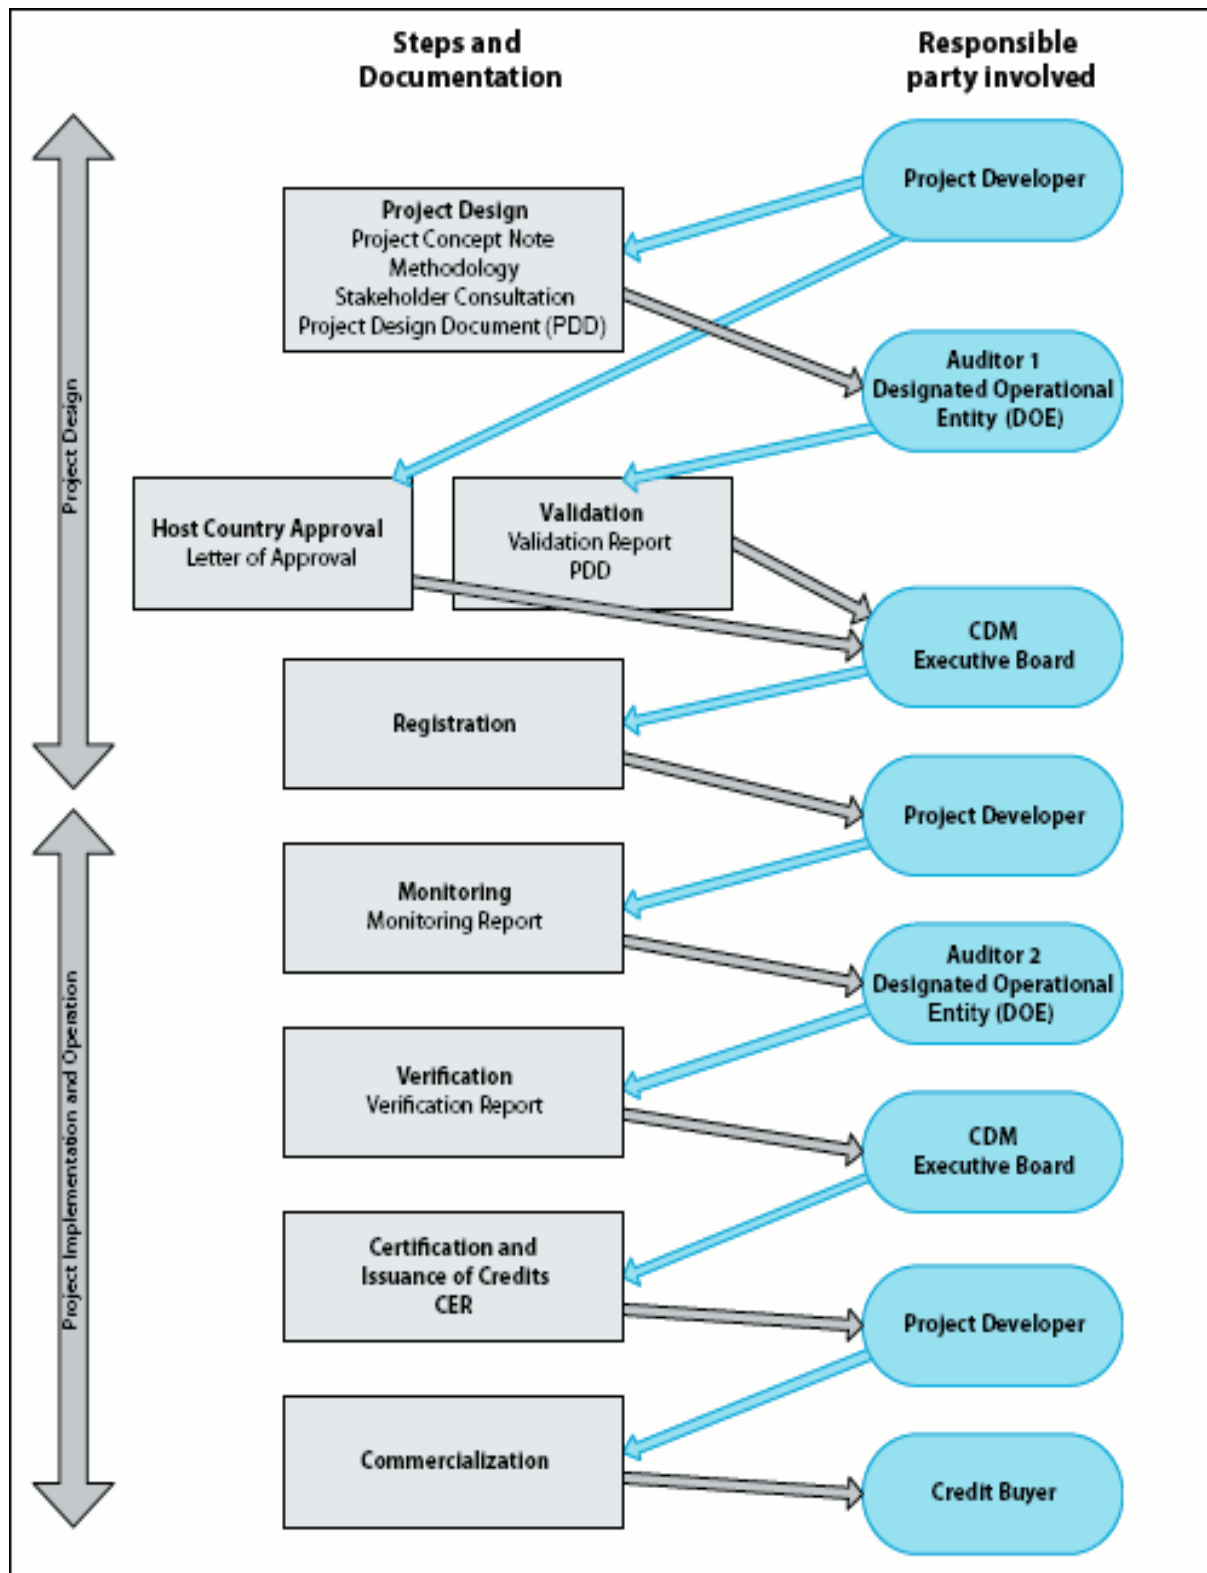 Steps and
Documentation
Responsible
party involved
Project Developer
Project Design
Project Concept Note
Methodology
Stakeholder Consultation
Project Design Document (PDD)
Auditor 1
Designated Operational
Entity (DOE)
Project Design
Host Country Approval
Letter of Approval
Validation
Validation Report
PDD
CDM
Executive Board
Registration
Project Developer
Monitoring
Monitoring Report
Auditor 2
Designated Operational
Entity (DOE)
Project Implementation and Operation
Verification
Verification Report
CDM
Executive Board
Certification and
Issuance of Credits
CER
Project Developer
Commercialization
Credit Buyer